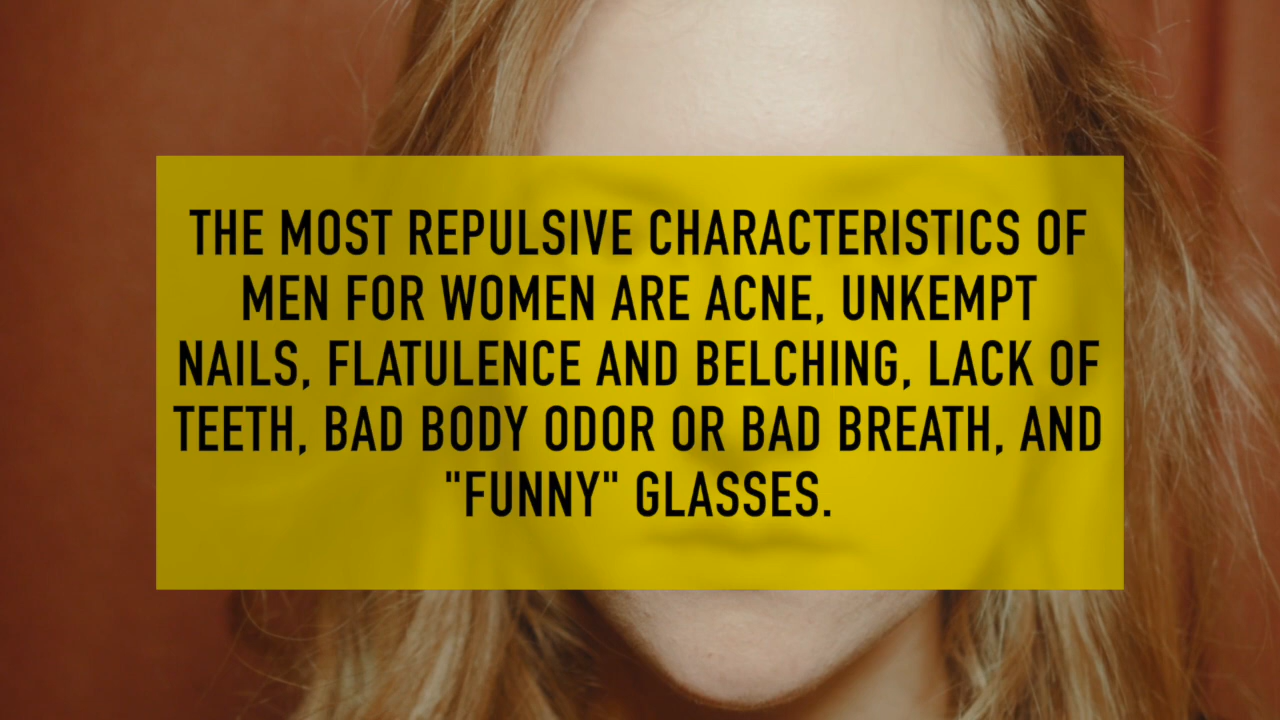 THE MOST REPULSIVE CHARACTERISTICS OF
MEN FOR WOMEN ARE ACNE, UNKEMPT
NAILS, FLATULENCE AND BELCHING, LACK OF
TEETH, BAD BODY ODOR OR BAD BREATH, AND
"FUNNY" GLASSES.